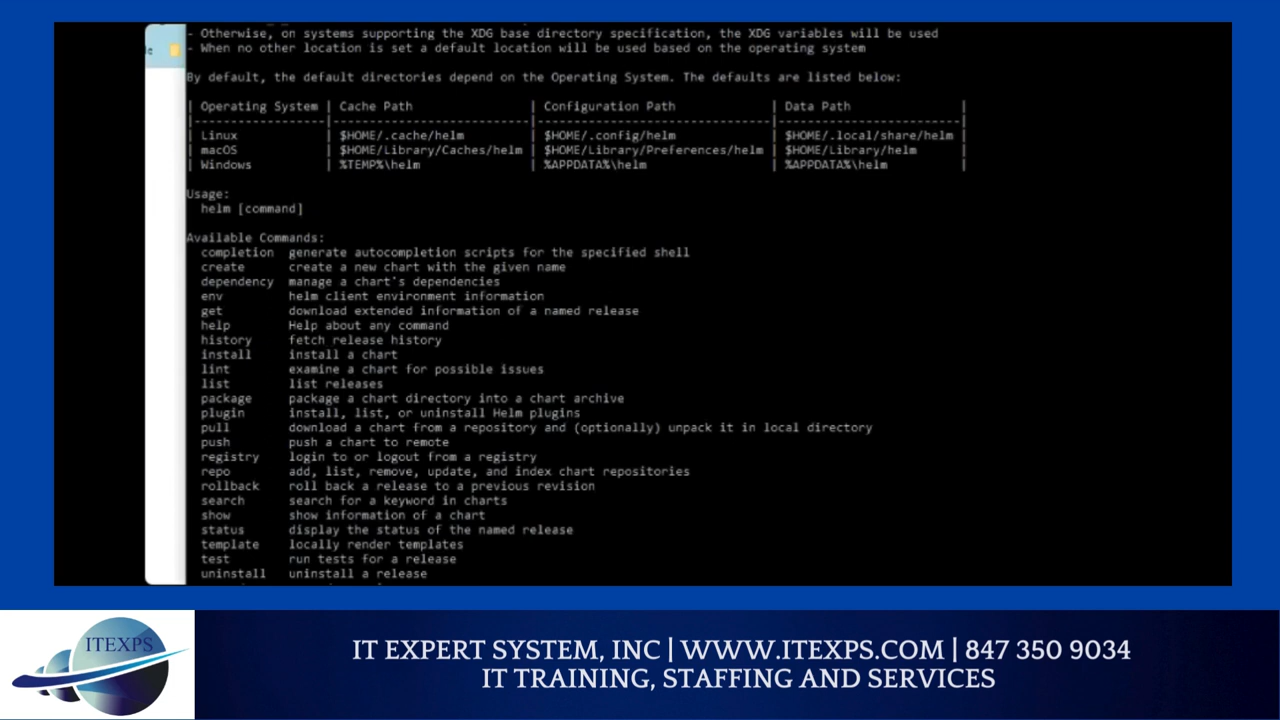 - Otherwise, on systems supporting the XDG base directory specification, the XDG variables will be used
- When no other location is set a default location will be used based on the operating system
By default, the default directories depend on the Operating System. The defaults are listed below:
| Operating System | Cache Path | Configuration Path | Data Path |
|------------------|---------------------------|--------------------------------|-------------------------|
| Linux | $HOME/.cache/helm | $HOME/.config/helm | $HOME/.local/share/helm |
| macOS | $HOME/Library/Caches/helm | $HOME/Library/Preferences/helm | $HOME/Library/helm |
| Windows | %TEMP%\helm | %APPDATA%\helm | %APPDATA%\helm |
Usage:
helm [command]
Available Commands:
completion generate autocompletion scripts for the specified shell
create create a new chart with the given name
dependency manage a chart's dependencies
env helm client environment information
get download extended information of a named release
help Help about any command
history fetch release history
install install a chart
lint examine a chart for possible issues
list list releases
package package a chart directory into a chart archive
plugin install, list, or uninstall Helm plugins
pull download a chart from a repository and (optionally) unpack it in local directory
push push a chart to remote
registry login to or logout from a registry
repo add, list, remove, update, and index chart repositories
rollback roll back a release to a previous revision
search search for a keyword in charts
show show information of a chart
status display the status of the named release
template locally render templates
test run tests for a release
uninstall uninstall a release
ITEXPS
IT EXPERT SYSTEM, INC | WWW.ITEXPS.COM | 847 350 9034
IT TRAINING, STAFFING AND SERVICES